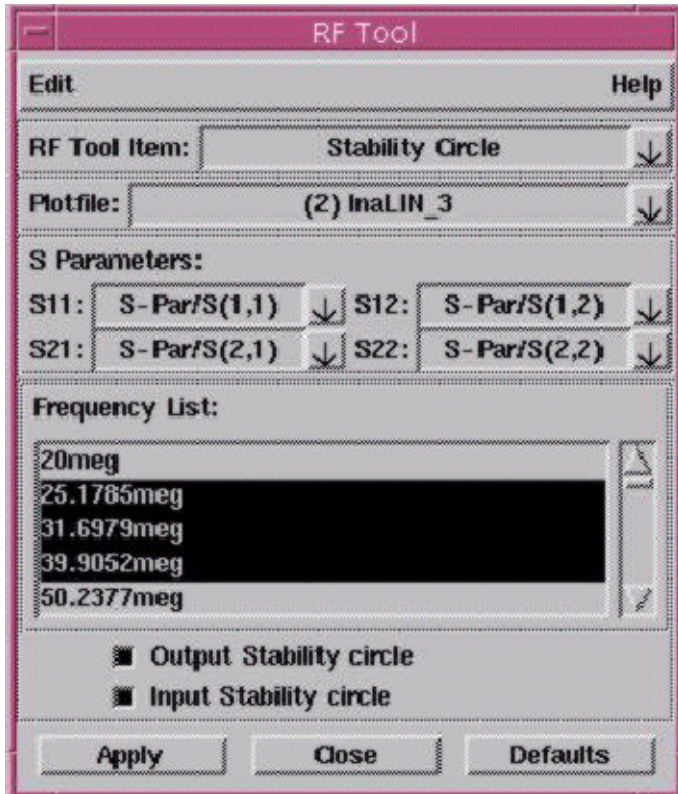 RF Tool
Edit Help
RF Tool Item: Stability Circle
Plotfile: (2) lnaLIN_3
S Parameters:
S11: S-Par/S(1,1) S12: S-Par/S(1,2)
S21: S-Par/S(2,1) S22: S-Par/S(2,2)
Frequency List:
20meg
25.1785meg
31.6979meg
39.9052meg
50.2377meg
Output Stability circle
Input Stability circle
Apply Close Defaults